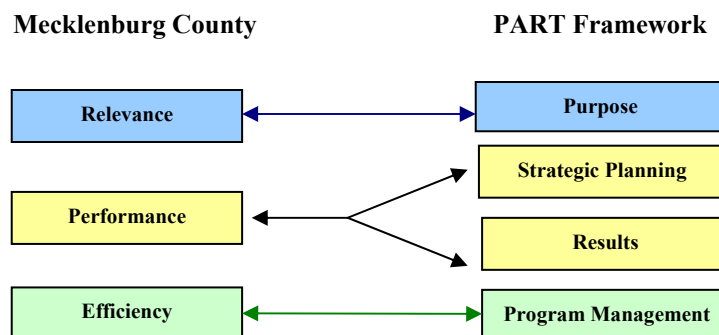 Mecklenburg County
PART Framework
Relevance
Purpose
Strategic Planning
Performance
Results
Efficiency
Program Management